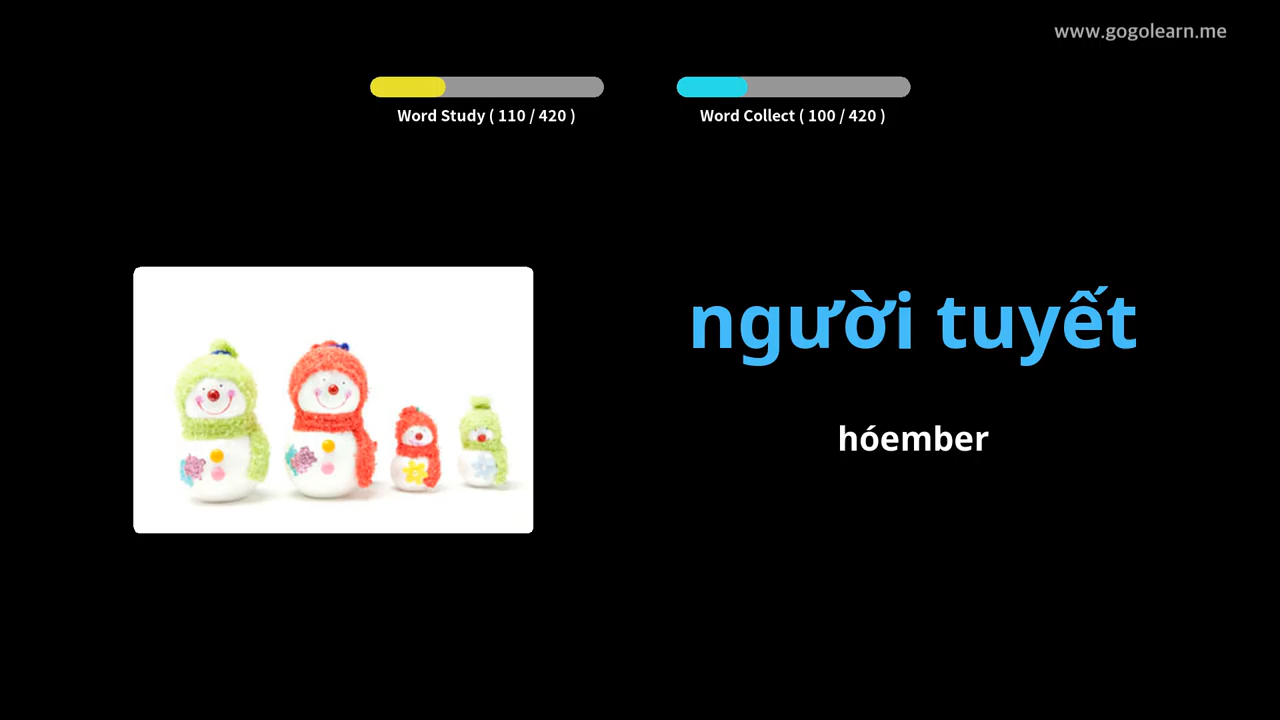 www.gogolearn.me
Word Study ( 110 / 420 )
Word Collect ( 100 / 420 )
người tuyết
hóember